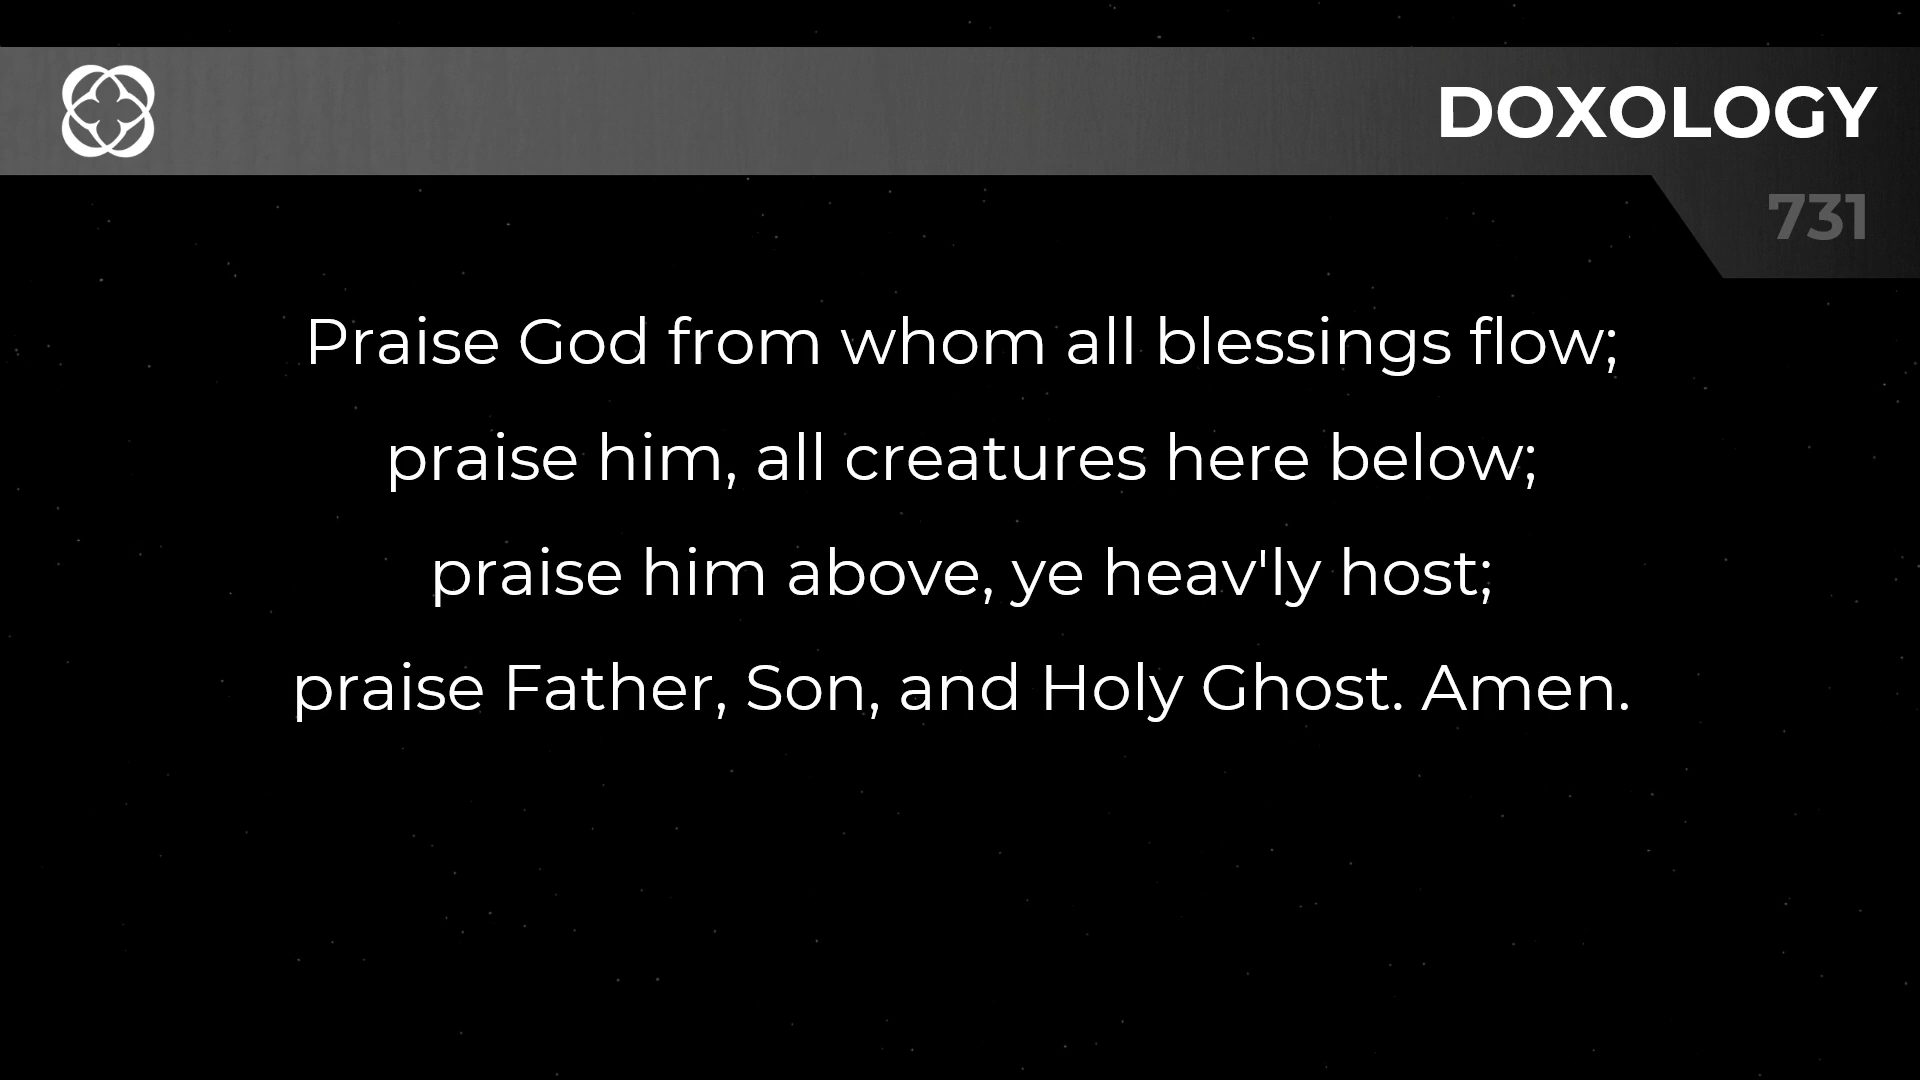 DOXOLOGY
731
Praise God from whom all blessings flow;
praise him, all creatures here below;
praise him above, ye heav'ly host;
praise Father, Son, and Holy Ghost. Amen.